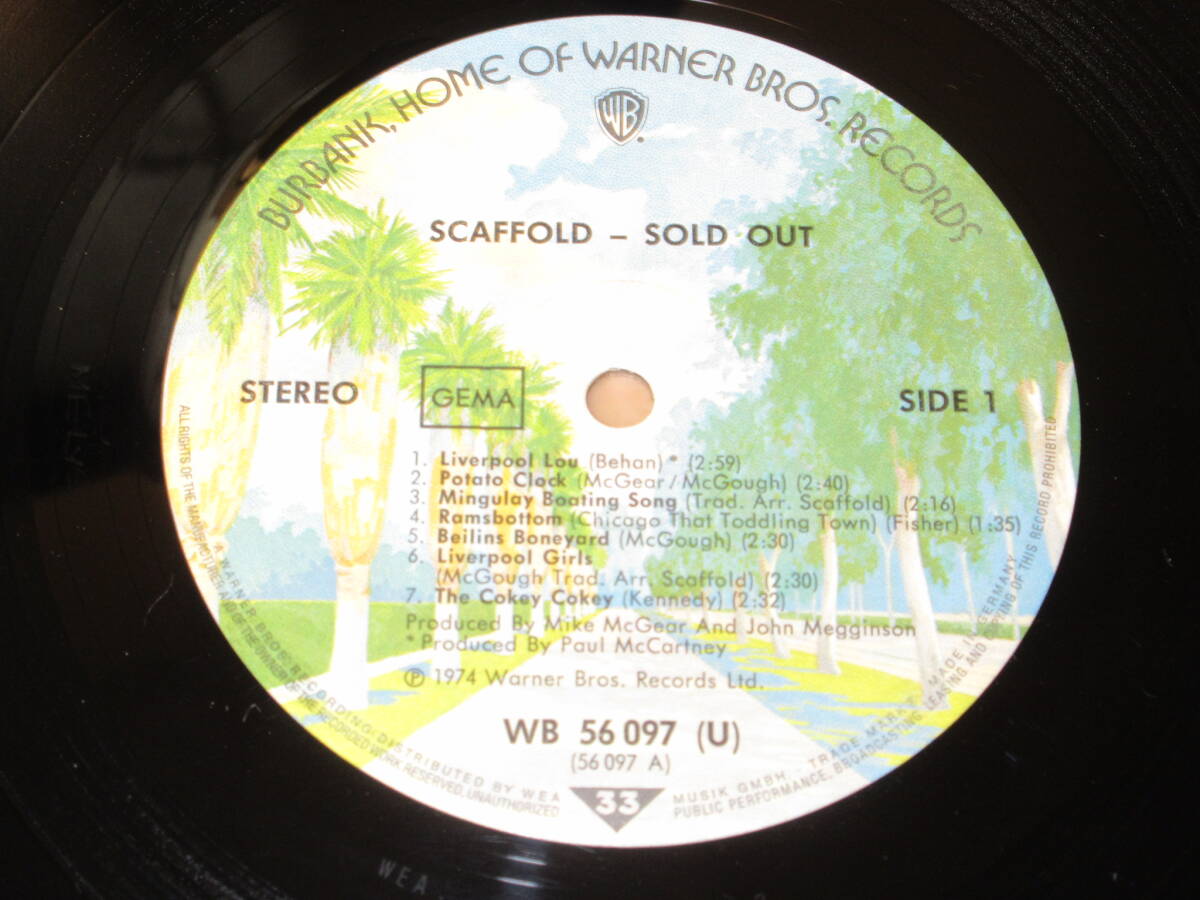 BURBANK, HOME OF WARNER BROS. RECORDS
WB
SCAFFOLD – SOLD OUT
STEREO
GEMA
SIDE 1
1. Liverpool Lou (Behan)* (2:59)
2. Potato Clock (McGear/McGough) (2:40)
3. Mingulay Boating Song (Trad. Arr. Scaffold) (2:16)
4. Ramsbottom (Chicago That Toddling Town) (Fisher) (1:35)
5. Beilins Boneyard (McGough) (2:30)
6. Liverpool Girls
(McGough Trad. Arr. Scaffold) (2:30)
7. The Cokey Cokey (Kennedy) (2:32)
Produced By Mike McGear And John Megginson
* Produced By Paul McCartney
℗ 1974 Warner Bros. Records Ltd.
WB 56 097 (U)
(56 097 A)
33
A WARNER BROS. RECORDING · DISTRIBUTED BY WEA MUSIK GMBH. · TRADE MARK · MADE IN GERMANY
ALL RIGHTS OF THE MANUFACTURER AND OF THE OWNER OF THE RECORDED WORK RESERVED, UNAUTHORIZED PUBLIC PERFORMANCE, BROADCASTING LEASING AND COPYING OF THIS RECORD PROHIBITED
WEA